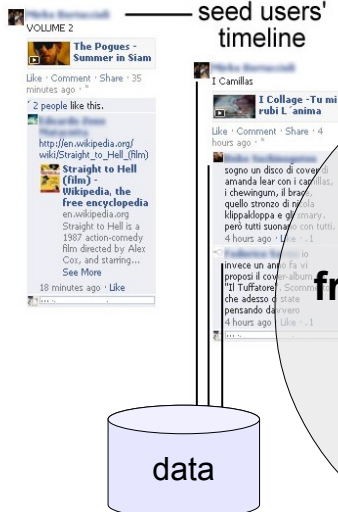 seed users'
timeline
VOLUME 2
The Pogues -
Summer in Siam
Like · Comment · Share · 35
minutes ago ·
2 people like this.
http://en.wikipedia.org/
wiki/Straight_to_Hell_(film)
Straight to Hell
(film) -
Wikipedia, the
free encyclopedia
en.wikipedia.org
Straight to Hell is a
1987 action-comedy
film directed by Alex
Cox, and starring...
See More
18 minutes ago · Like
I Camillas
I Collage -Tu mi
rubi L´anima
Like · Comment · Share · 4
hours ago ·
sogno un disco di cover di
amanda lear con i camillas,
i chewingum, il brace,
quello stronzo di nicola
klippakloppa e gli smary.
però tutti suonano con tutti.
4 hours ago · Like · 1
io
invece un anno fa vi
proposi il cover-album
"Il Tuffatore". Scommetto
che adesso ci state
pensando davvero
4 hours ago · Like · 1
fr
data